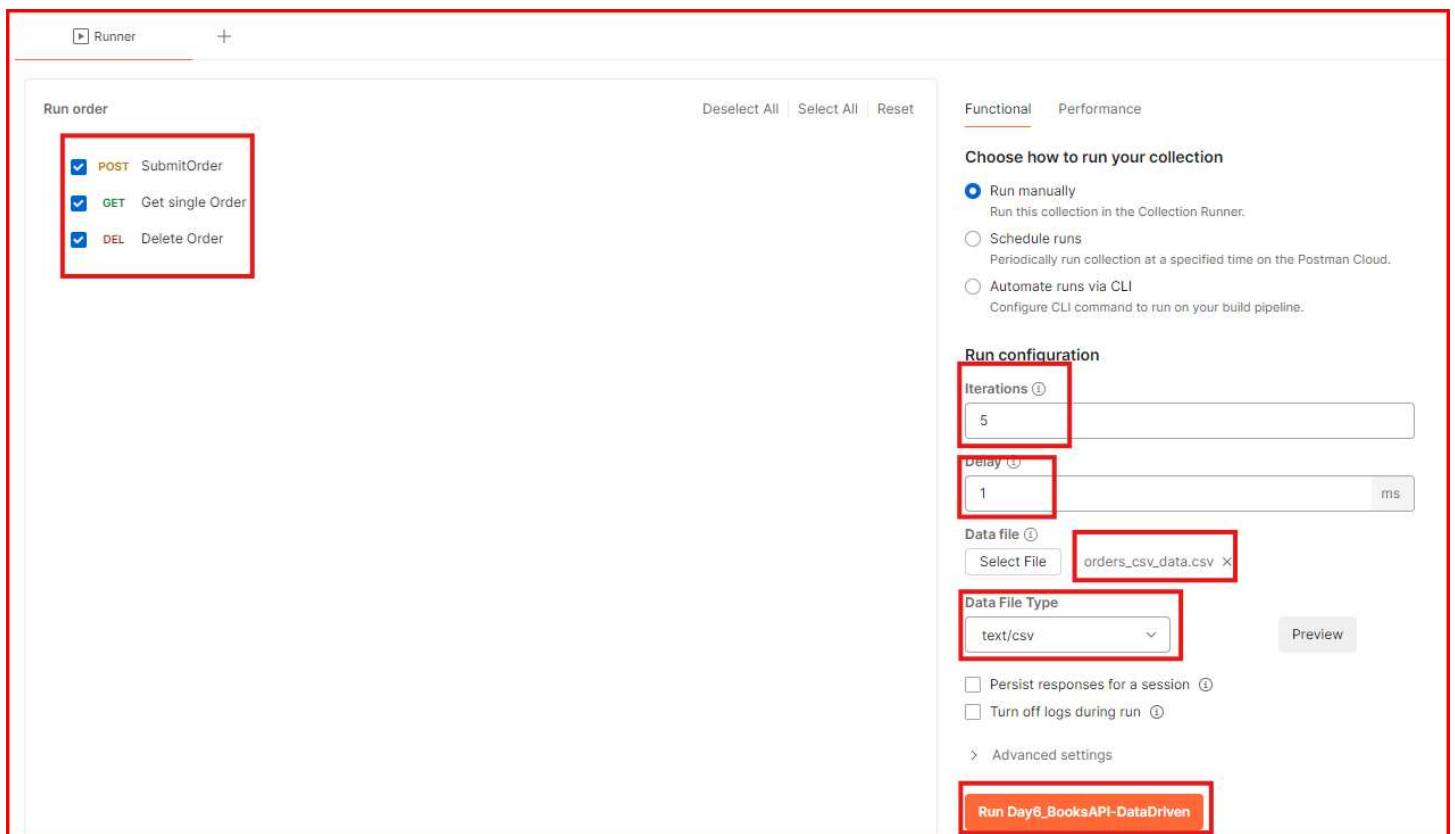 Runner +
Run order
Deselect All Select All Reset
POST SubmitOrder
GET Get single Order
DEL Delete Order
Functional Performance
Choose how to run your collection
Run manually
Run this collection in the Collection Runner.
Schedule runs
Periodically run collection at a specified time on the Postman Cloud.
Automate runs via CLI
Configure CLI command to run on your build pipeline.
Run configuration
Iterations
5
Delay
1 ms
Data file
Select File orders_csv_data.csv ×
Data File Type
text/csv Preview
Persist responses for a session
Turn off logs during run
Advanced settings
Run Day6_BooksAPI-DataDriven